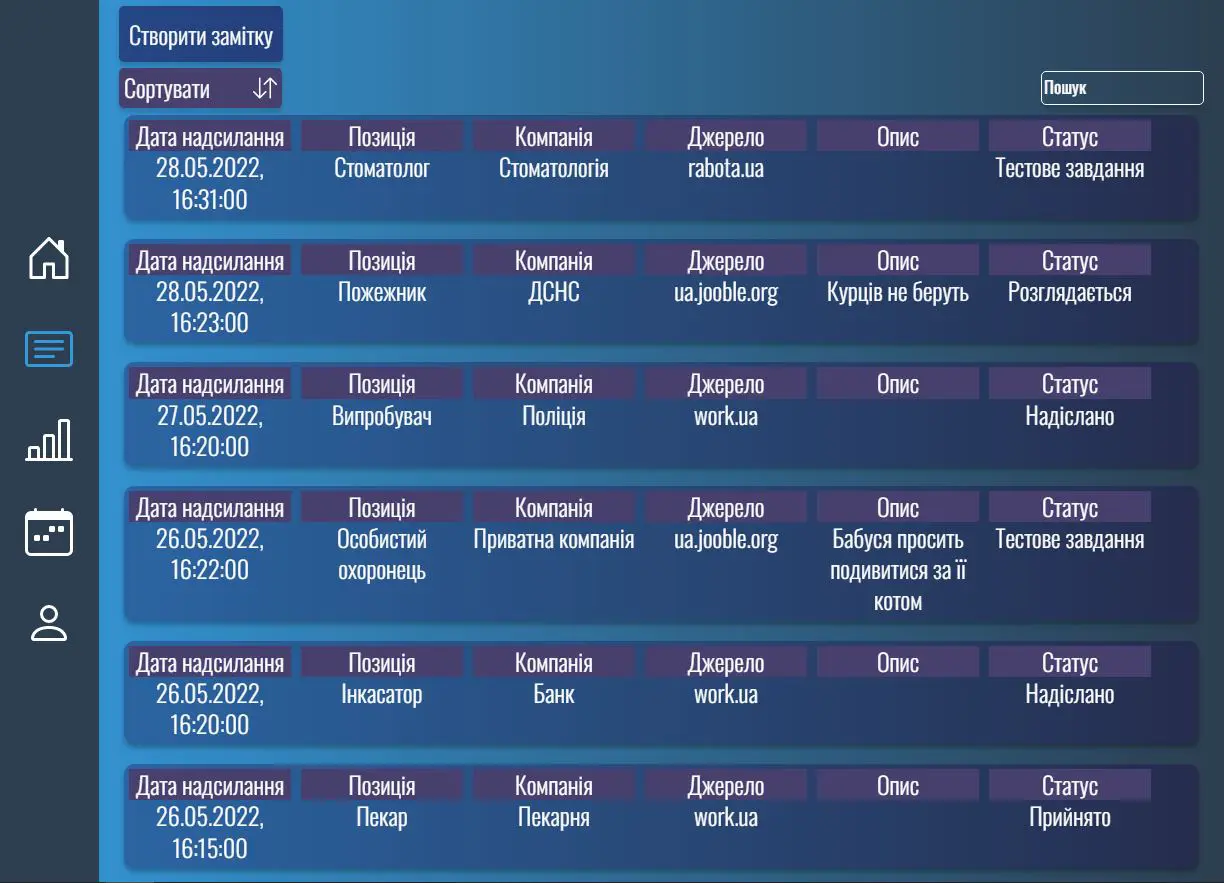 Створити замітку
Сортувати
Пошук
Дата надсилання Позиція Компанія Джерело Опис Статус
28.05.2022, Стоматолог Стоматологія rabota.ua Тестове завдання
16:31:00
Дата надсилання Позиція Компанія Джерело Опис Статус
28.05.2022, Пожежник ДСНС ua.jooble.org Курців не беруть Розглядається
16:23:00
Дата надсилання Позиція Компанія Джерело Опис Статус
27.05.2022, Випробувач Поліція work.ua Надіслано
16:20:00
Дата надсилання Позиція Компанія Джерело Опис Статус
26.05.2022, Особистий Приватна компанія ua.jooble.org Бабуся просить Тестове завдання
16:22:00 охоронець подивитися за її
котом
Дата надсилання Позиція Компанія Джерело Опис Статус
26.05.2022, Інкасатор Банк work.ua Надіслано
16:20:00
Дата надсилання Позиція Компанія Джерело Опис Статус
26.05.2022, Пекар Пекарня work.ua Прийнято
16:15:00